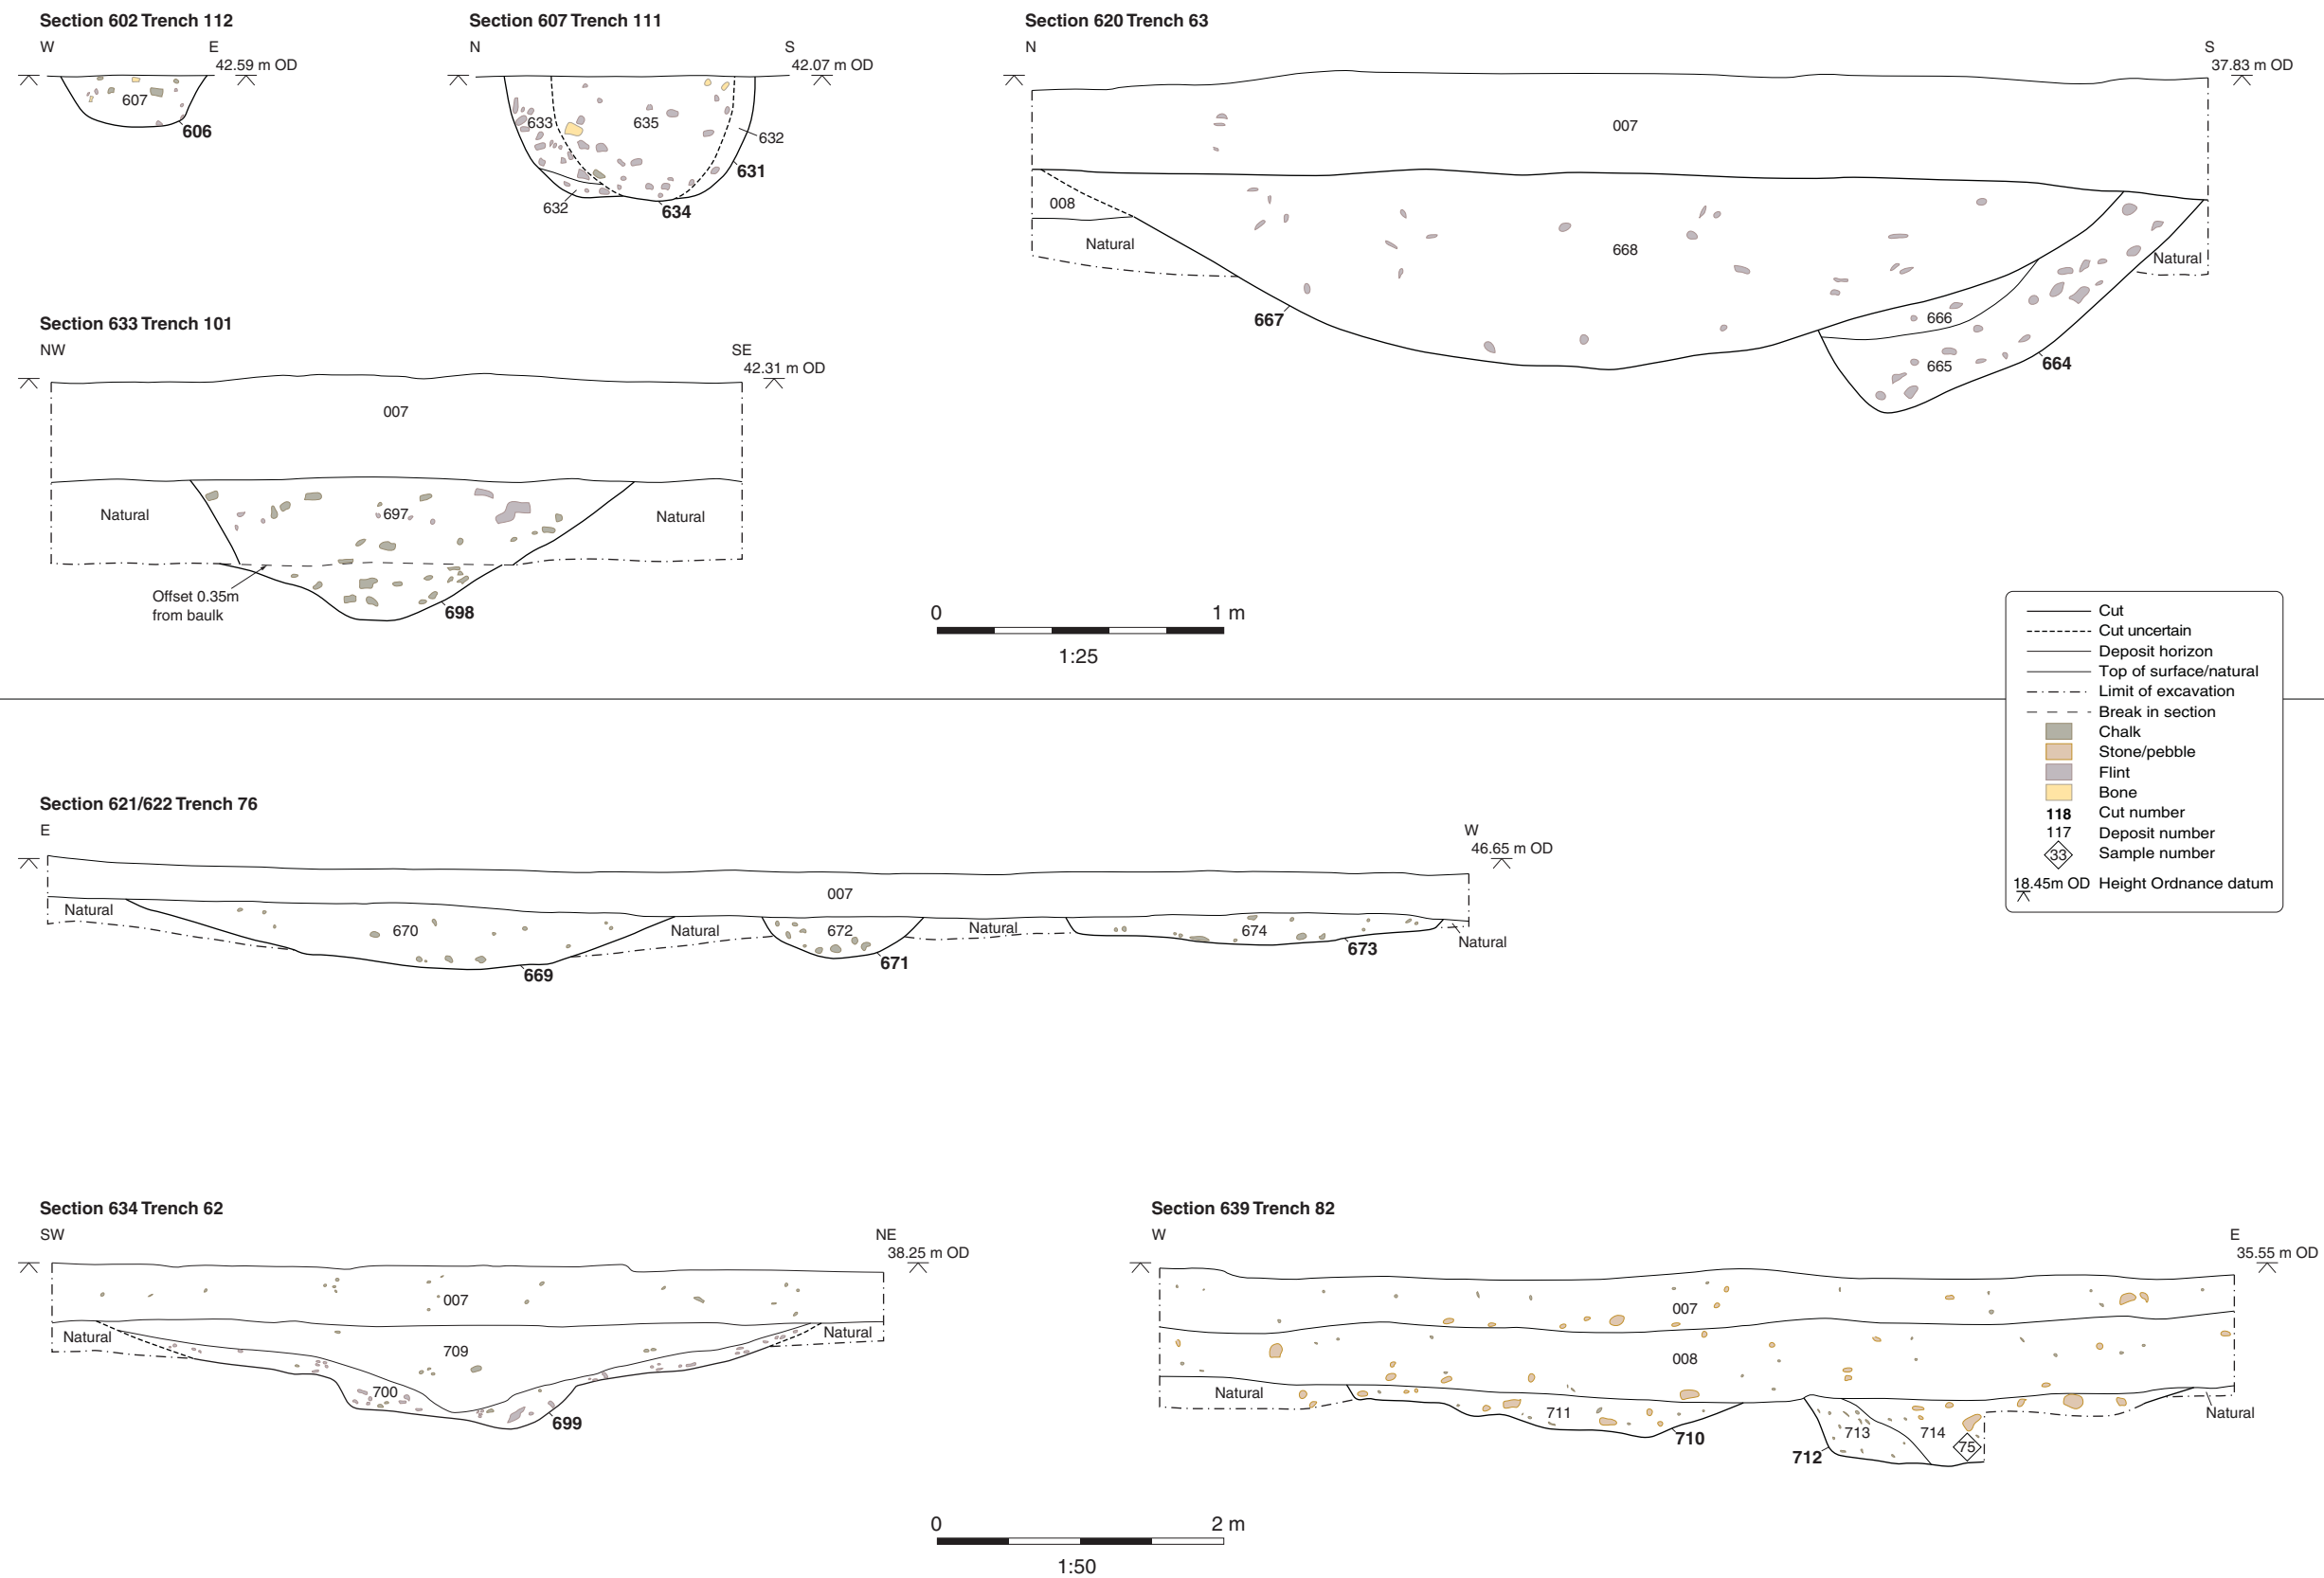 Section 602 Trench 112
W
E
42.59 m OD
607
606
Section 607 Trench 111
N
S
42.07 m OD
633
635
632
631
632
634
Section 620 Trench 63
N
S
37.83 m OD
007
008
Natural
668
Natural
667
666
665
664
Section 633 Trench 101
NW
SE
42.31 m OD
007
Natural
697
Natural
Offset 0.35m
from baulk
698
0
1 m
1:25
Cut
Cut uncertain
Deposit horizon
Top of surface/natural
Limit of excavation
Break in section
Chalk
Stone/pebble
Flint
Bone
118 Cut number
117 Deposit number
33 Sample number
18.45m OD Height Ordnance datum
Section 621/622 Trench 76
E
W
46.65 m OD
007
Natural
670
Natural
672
Natural
674
Natural
669
671
673
Section 634 Trench 62
SW
NE
38.25 m OD
007
Natural
709
Natural
700
699
Section 639 Trench 82
W
E
35.55 m OD
007
008
Natural
711
710
712
713
714
75
Natural
0
2 m
1:50